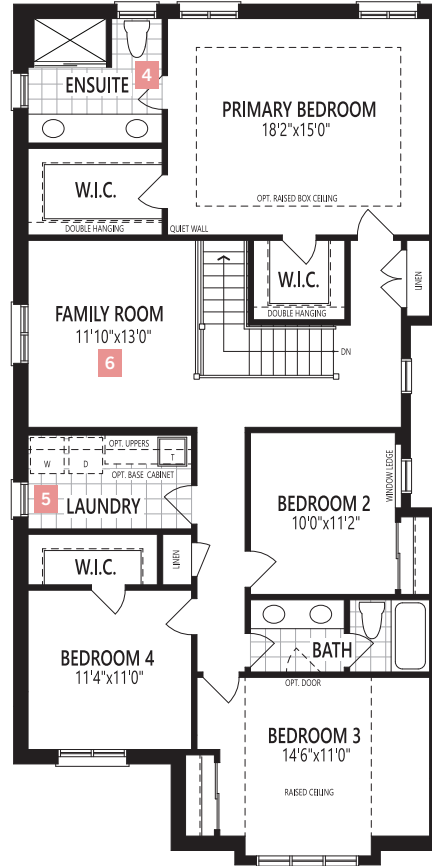 ENSUITE
4
PRIMARY BEDROOM
18'2"x15'0"
OPT. RAISED BOX CEILING
W.I.C.
DOUBLE HANGING
QUIET WALL
W.I.C.
DOUBLE HANGING
LINEN
FAMILY ROOM
11'10"x13'0"
6
DN
OPT. UPPERS
W
D
T
OPT. BASE CABINET
5
LAUNDRY
WINDOW LEDGE
BEDROOM 2
10'0"x11'2"
W.I.C.
LINEN
BATH
BEDROOM 4
11'4"x11'0"
OPT. DOOR
BEDROOM 3
14'6"x11'0"
RAISED CEILING